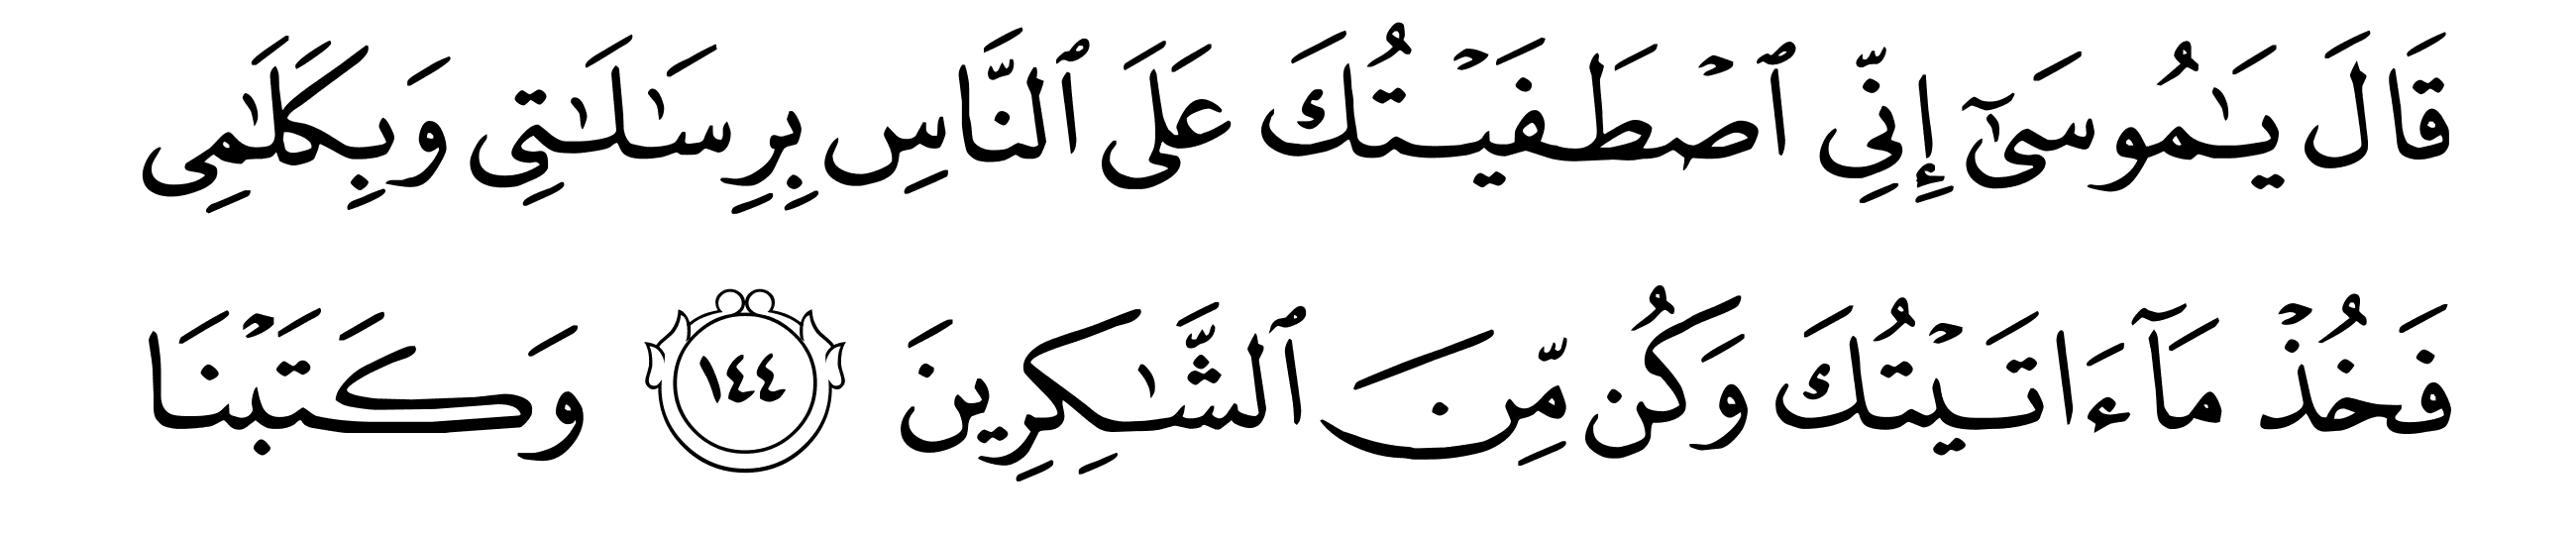 قَالَ يَـٰمُوسَىٰٓ إِنِّي ٱصۡطَفَيۡتُكَ عَلَى ٱلنَّاسِ بِرِسَـٰلَـٰتِي وَبِكَلَـٰمِي
فَخُذۡ مَآ ءَاتَيۡتُكَ وَكُن مِّنَ ٱلشَّـٰكِرِينَ ١٤٤ وَكَتَبۡنَا